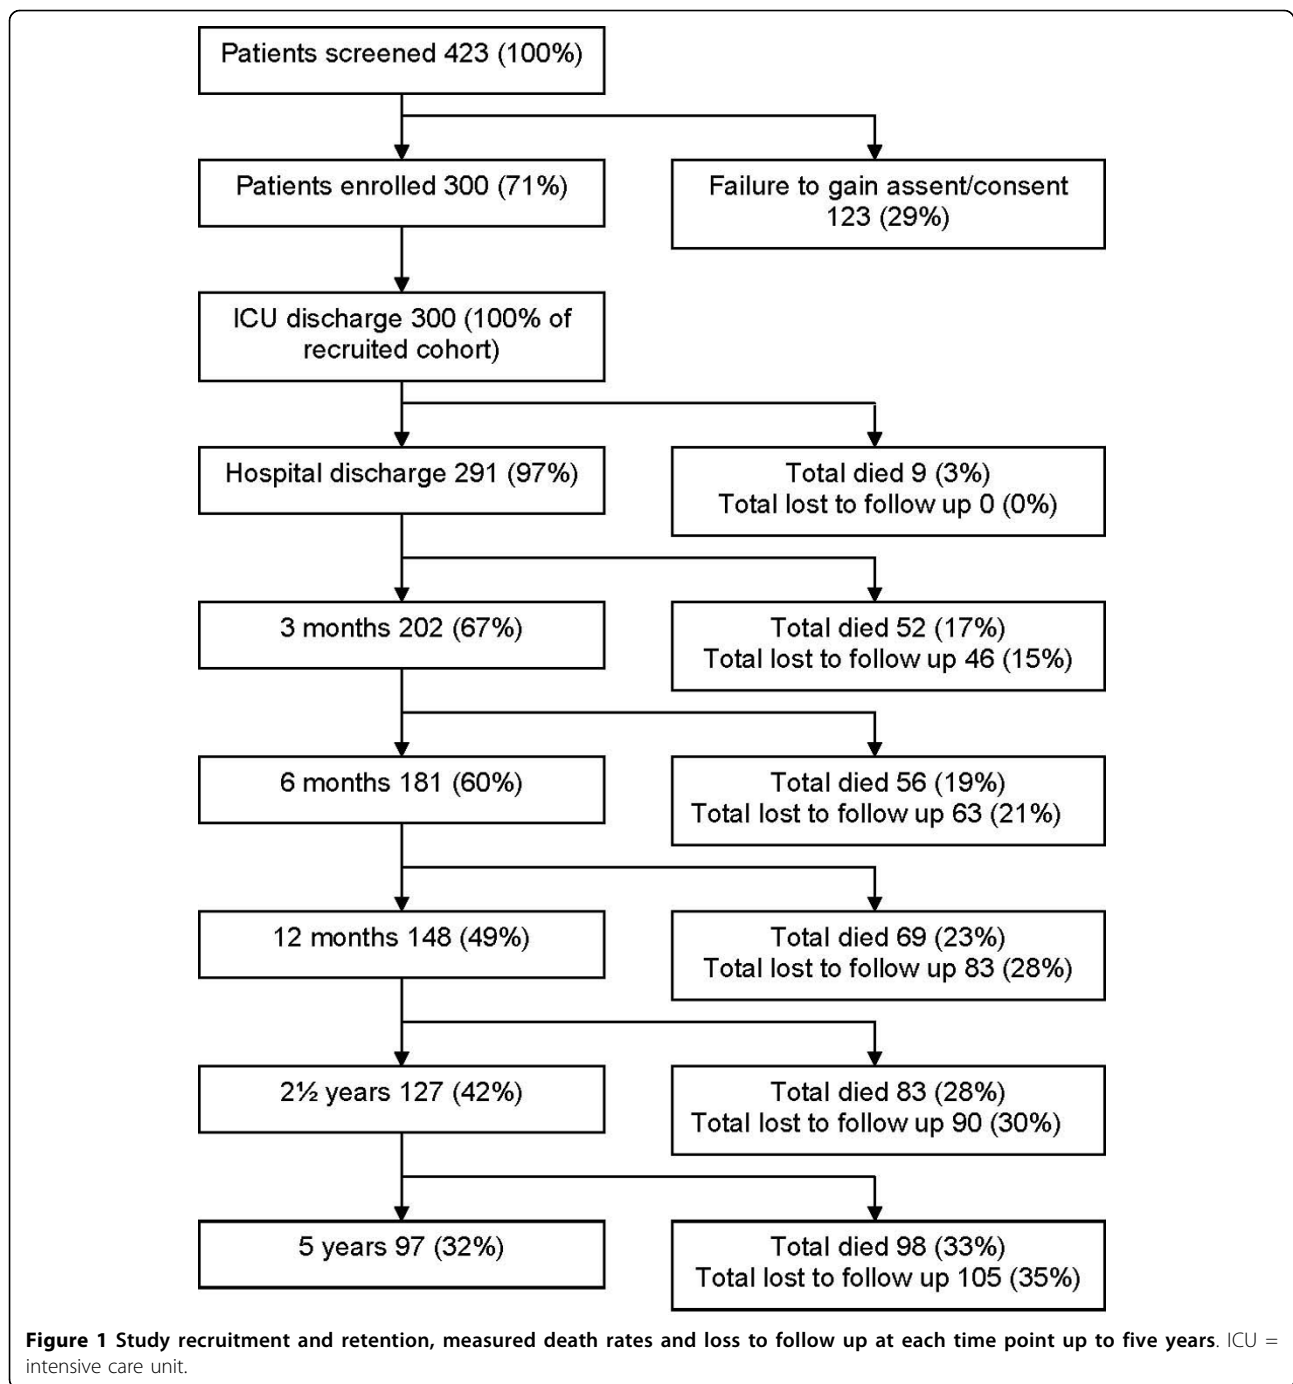 Patients screened 423 (100%)
Patients enrolled 300 (71%)
Failure to gain assent/consent
123 (29%)
ICU discharge 300 (100% of
recruited cohort)
Hospital discharge 291 (97%)
Total died 9 (3%)
Total lost to follow up 0 (0%)
3 months 202 (67%)
Total died 52 (17%)
Total lost to follow up 46 (15%)
6 months 181 (60%)
Total died 56 (19%)
Total lost to follow up 63 (21%)
12 months 148 (49%)
Total died 69 (23%)
Total lost to follow up 83 (28%)
2½ years 127 (42%)
Total died 83 (28%)
Total lost to follow up 90 (30%)
5 years 97 (32%)
Total died 98 (33%)
Total lost to follow up 105 (35%)
Figure 1 Study recruitment and retention, measured death rates and loss to follow up at each time point up to five years. ICU =
intensive care unit.